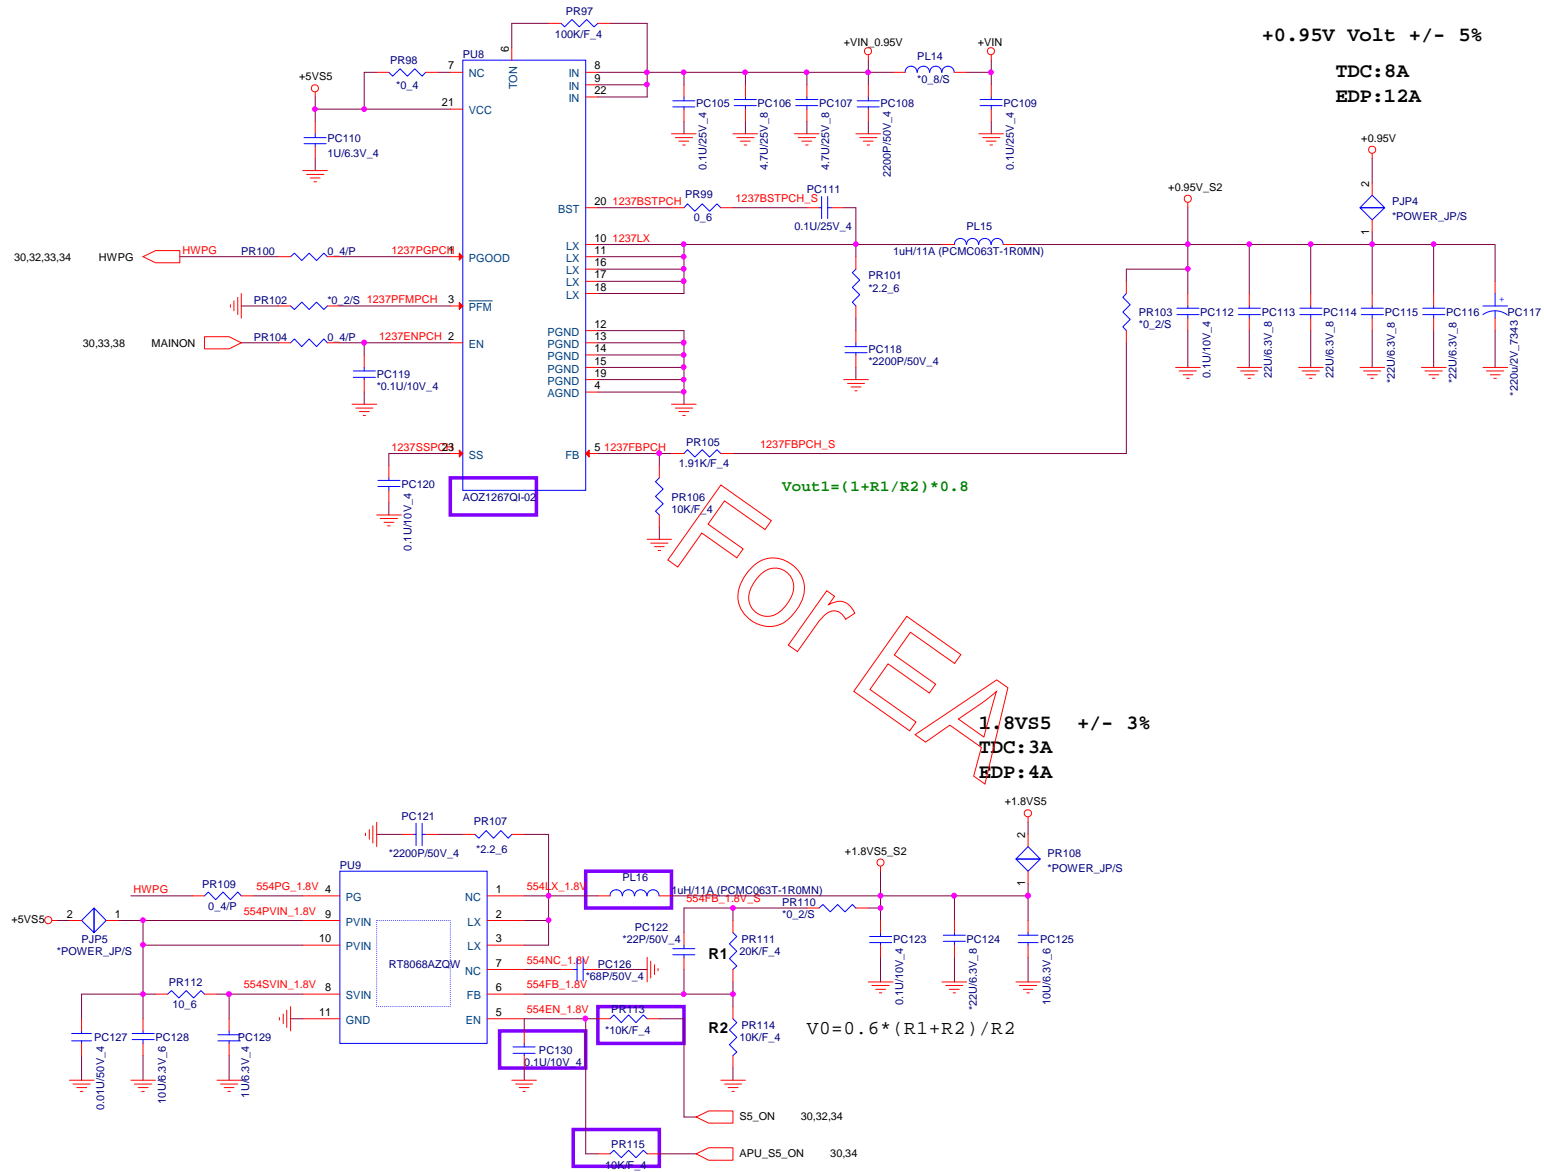 +0.95V Volt +/- 5%
TDC:8A
EDP:12A
PR97
100K/F_4
PU8
6
TON
+5VS5
PR98
*0_4
7
NC
21
VCC
PC110
1U/6.3V_4
IN
8
IN
9
IN
22
+VIN_0.95V
PL14
*0_8/S
+VIN
PC105
0.1U/25V_4
PC106
4.7U/25V_8
PC107
4.7U/25V_8
PC108
2200P/50V_4
PC109
0.1U/25V_4
BST
20
1237BSTPCH
PR99
0_6
1237BSTPCH_S
PC111
0.1U/25V_4
LX
10
1237LX
LX
11
LX
16
LX
17
LX
18
PL15
1uH/11A (PCMC063T-1R0MN)
PR101
*2.2_6
PC118
*2200P/50V_4
+0.95V_S2
+0.95V
2
PJP4
*POWER_JP/S
1
PR103
*0_2/S
PC112
0.1U/10V_4
PC113
22U/6.3V_8
PC114
22U/6.3V_8
PC115
*22U/6.3V_8
PC116
*22U/6.3V_8
+
PC117
*220u/2V_7343
30,32,33,34
HWPG
HWPG
PR100
0_4/P
1237PGPCH
1
PGOOD
PR102
*0_2/S
1237PFMPCH
3
PFM
30,33,38
MAINON
PR104
0_4/P
1237ENPCH
2
EN
PC119
*0.1U/10V_4
PGND
12
PGND
13
PGND
14
PGND
15
PGND
19
AGND
4
1237SSPCH
23
SS
PC120
0.1U/10V_4
FB
5
1237FBPCH
PR105
1.91K/F_4
1237FBPCH_S
PR106
10K/F_4
AOZ1267QI-02
Vout1=(1+R1/R2)*0.8
For EA
1.8VS5 +/- 3%
TDC:3A
EDP:4A
PC121
*2200P/50V_4
PR107
*2.2_6
PU9
HWPG
PR109
0_4/P
554PG_1.8V
4
PG
+5VS5
2
PJP5
*POWER_JP/S
1
554PVIN_1.8V
9
PVIN
10
PVIN
PR112
10_6
554SVIN_1.8V
8
SVIN
11
GND
PC127
0.01U/50V_4
PC128
10U/6.3V_6
PC129
1U/6.3V_4
RT8068AZQW
NC
1
554LX_1.8V
LX
2
LX
3
NC
7
554NC_1.8V
PC126
*68P/50V_4
FB
6
554FB_1.8V
EN
5
554EN_1.8V
PL16
1uH/11A (PCMC063T-1R0MN)
554FB_1.8V_S
PR110
*0_2/S
PC122
*22P/50V_4
R1
PR111
20K/F_4
R2
PR114
10K/F_4
V0=0.6*(R1+R2)/R2
+1.8VS5_S2
+1.8VS5
2
PR108
*POWER_JP/S
1
PC123
0.1U/10V_4
PC124
*22U/6.3V_8
PC125
10U/6.3V_6
PR113
*10K/F_4
PC130
0.1U/10V_4
S5_ON
30,32,34
PR115
10K/F_4
APU_S5_ON
30,34